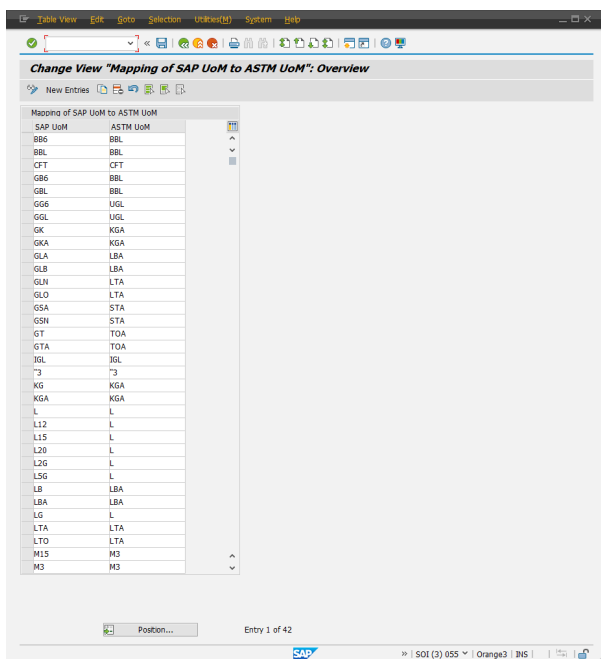 Table View Edit Goto Selection Utilities(M) System Help
Change View "Mapping of SAP UoM to ASTM UoM": Overview
New Entries
Mapping of SAP UoM to ASTM UoM
SAP UoM ASTM UoM
BB6 BBL
BBL BBL
CFT CFT
GB6 BBL
GBL BBL
GG6 UGL
GGL UGL
GK KGA
GKA KGA
GLA LBA
GLB LBA
GLN LTA
GLO LTA
GSA STA
GSN STA
GT TOA
GTA TOA
IGL IGL
"3 "3
KG KGA
KGA KGA
L L
L12 L
L15 L
L20 L
L2G L
L5G L
LB LBA
LBA LBA
LG L
LTA LTA
LTO LTA
M15 M3
M3 M3
Position... Entry 1 of 42
SAP » SOI (3) 055 Orange3 INS